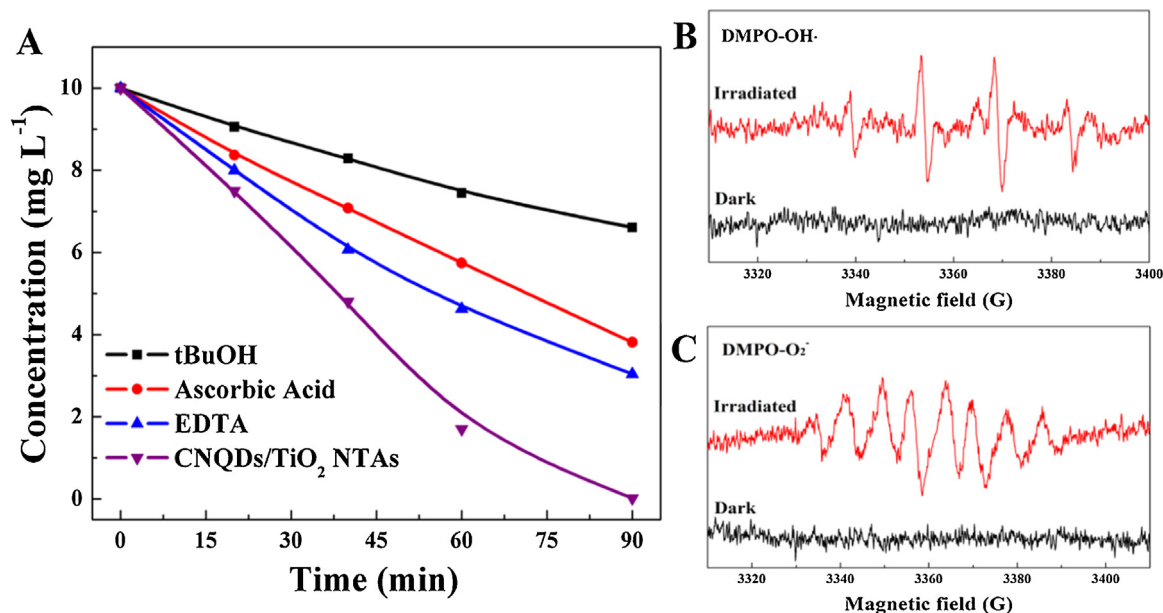 A
Concentration (mg L⁻¹)
10
8
6
4
2
0
tBuOH
Ascorbic Acid
EDTA
CNQDs/TiO₂ NTAs
0 15 30 45 60 75 90
Time (min)
B
DMPO-OH·
Irradiated
Dark
3320 3340 3360 3380 3400
Magnetic field (G)
C
DMPO-O₂⁻
Irradiated
Dark
3320 3340 3360 3380 3400
Magnetic field (G)